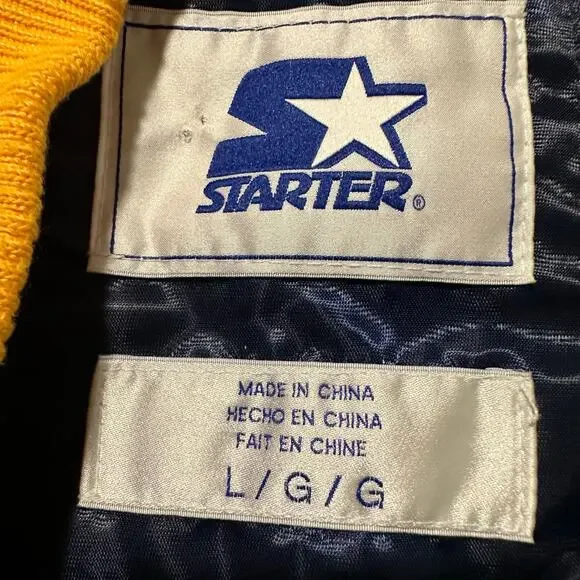 STARTER®
MADE IN CHINA
HECHO EN CHINA
FAIT EN CHINE
L / G / G